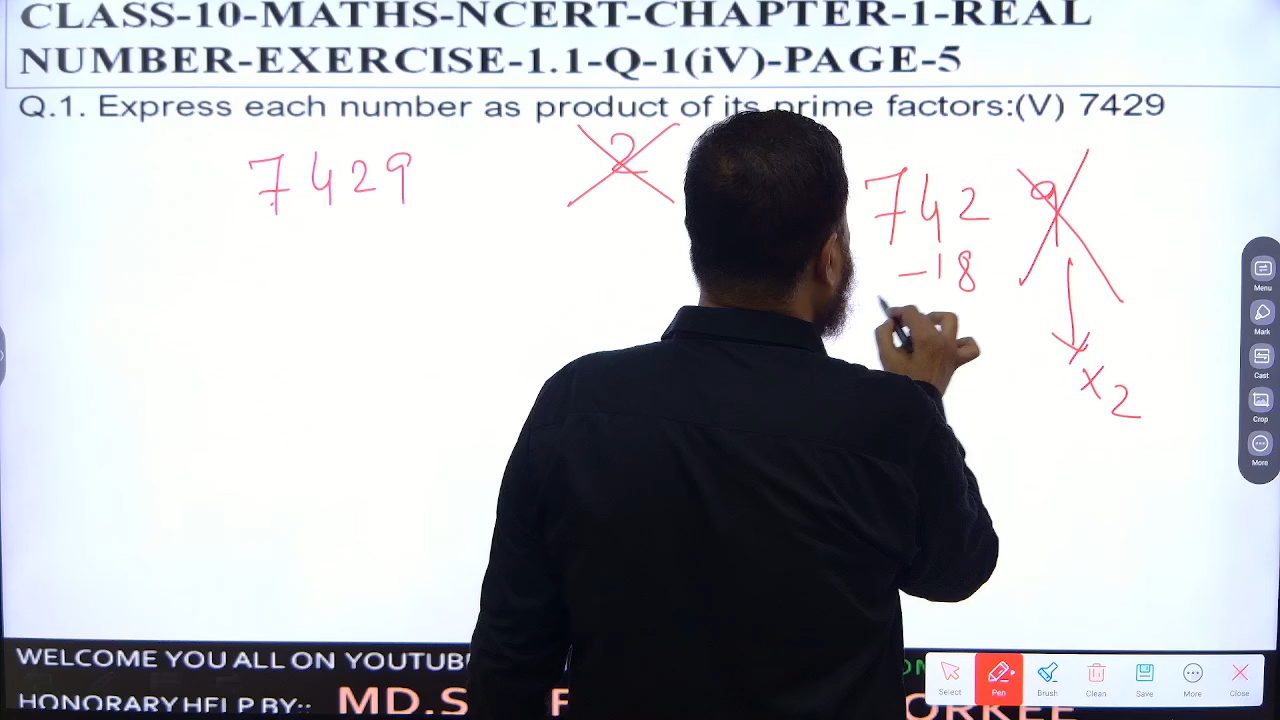 CLASS-10-MATHS-NCERT-CHAPTER-1-REAL
NUMBER-EXERCISE-1.1-Q-1(iV)-PAGE-5
Q.1. Express each number as product of its prime factors:(V) 7429
7429
2
742 9
-18
x 2
Menu
Mark
Cast
Crop
More
WELCOME YOU ALL ON YOUTUB
HONORARY HELP BY::
MD.S
Select
Pen
Brush
Clean
Save
More
Close